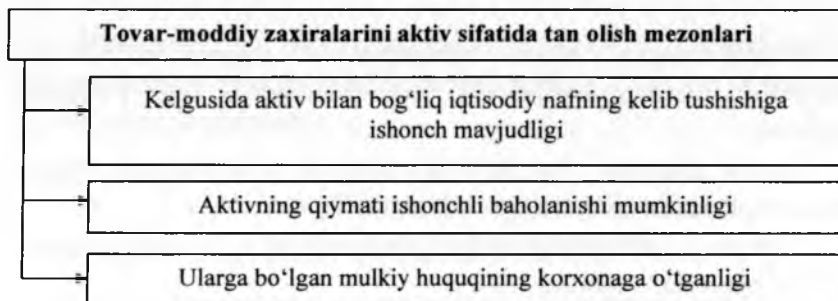 Tovar-moddiy zaxiralarini aktiv sifatida tan olish mezonlari
Kelgusida aktiv bilan bog‘liq iqtisodiy nafning kelib tushishiga
ishonch mavjudligi
Aktivning qiymati ishonchli baholanishi mumkinligi
Ularga bo‘lgan mulkiy huquqining korxonaga o‘tganligi